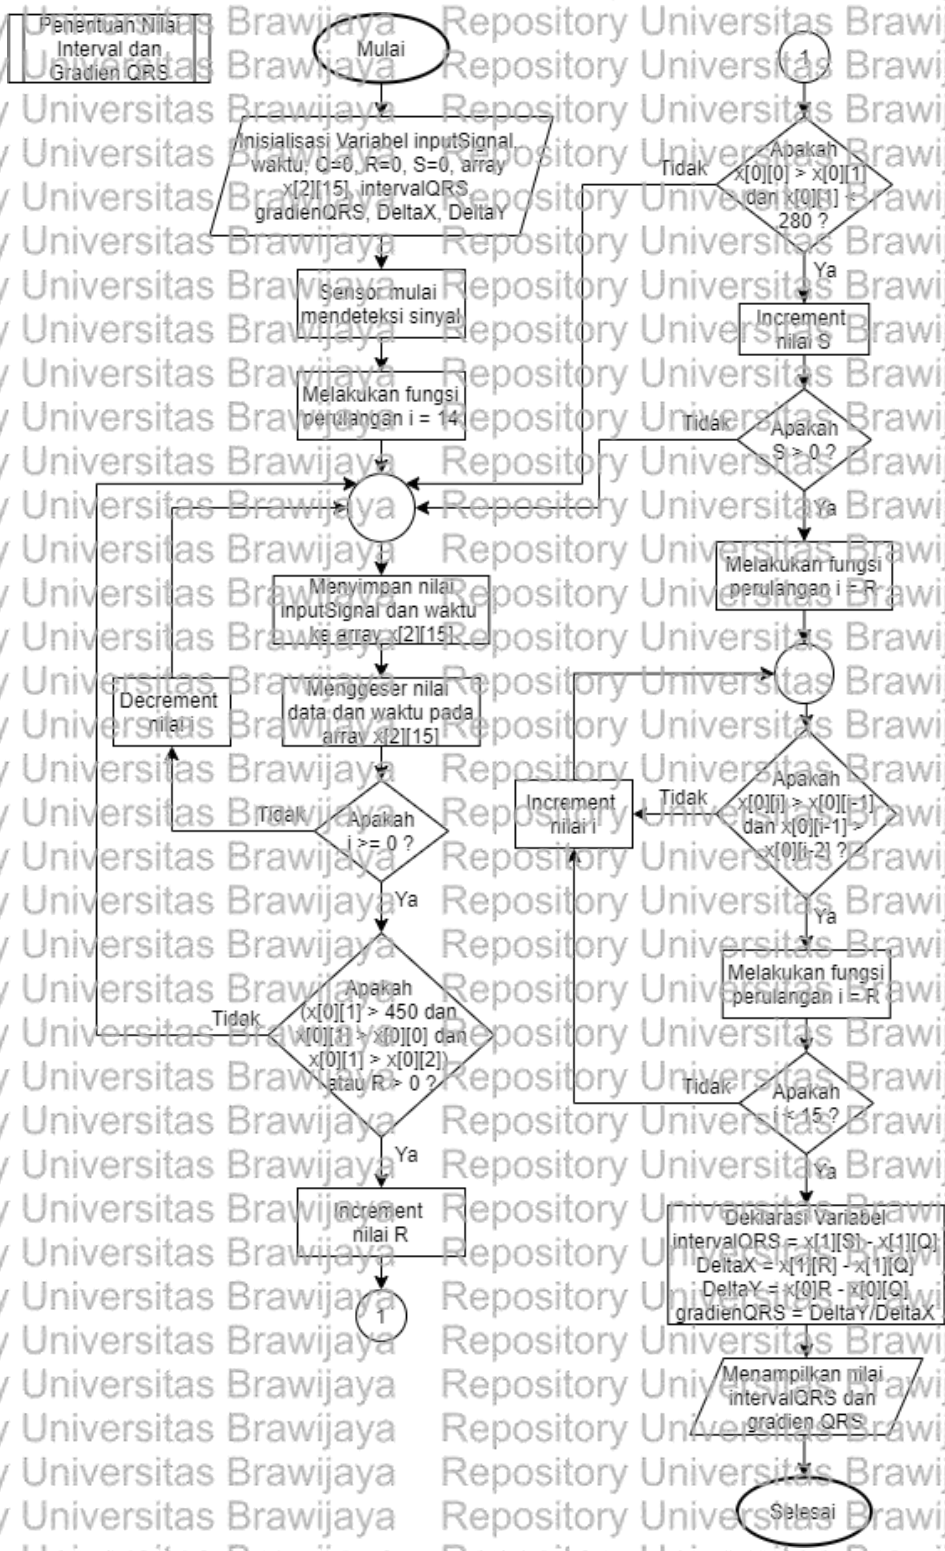 Penentuan Nilai
Interval dan
Gradien QRS
Mulai
Inisialisasi Variabel inputSignal,
waktu, Q=0, R=0, S=0, array
x[2][15], intervalQRS
gradienQRS, DeltaX, DeltaY
Sensor mulai
mendeteksi sinyal
Melakukan fungsi
perulangan i = 14
Menyimpan nilai
inputSignal dan waktu
ke array x[2][15]
Menggeser nilai
data dan waktu pada
array x[2][15]
Decrement
nilai i
Tidak
Apakah
i >= 0 ?
Ya
Apakah
(x[0][1] > 450 dan
x[0][1] > x[0][0] dan
x[0][1] > x[0][2])
atau R > 0 ?
Tidak
Ya
Increment
nilai R
1
1
Apakah
x[0][0] > x[0][1]
dan x[0][1] <
280 ?
Tidak
Ya
Increment
nilai S
Apakah
S > 0 ?
Tidak
Ya
Melakukan fungsi
perulangan i = R
Apakah
x[0][i] > x[0][i-1]
dan x[0][i-1] >
x[0][i-2] ?
Tidak
Increment
nilai i
Ya
Melakukan fungsi
perulangan i = R
Apakah
i < 15 ?
Tidak
Ya
Deklarasi Variabel
intervalQRS = x[1][S] - x[1][Q]
DeltaX = x[1][R] - x[1][Q]
DeltaY = x[0]R - x[0][Q]
gradienQRS = DeltaY/DeltaX
Menampilkan nilai
intervalQRS dan
gradien QRS
Selesai
Repository Universitas Brawijaya